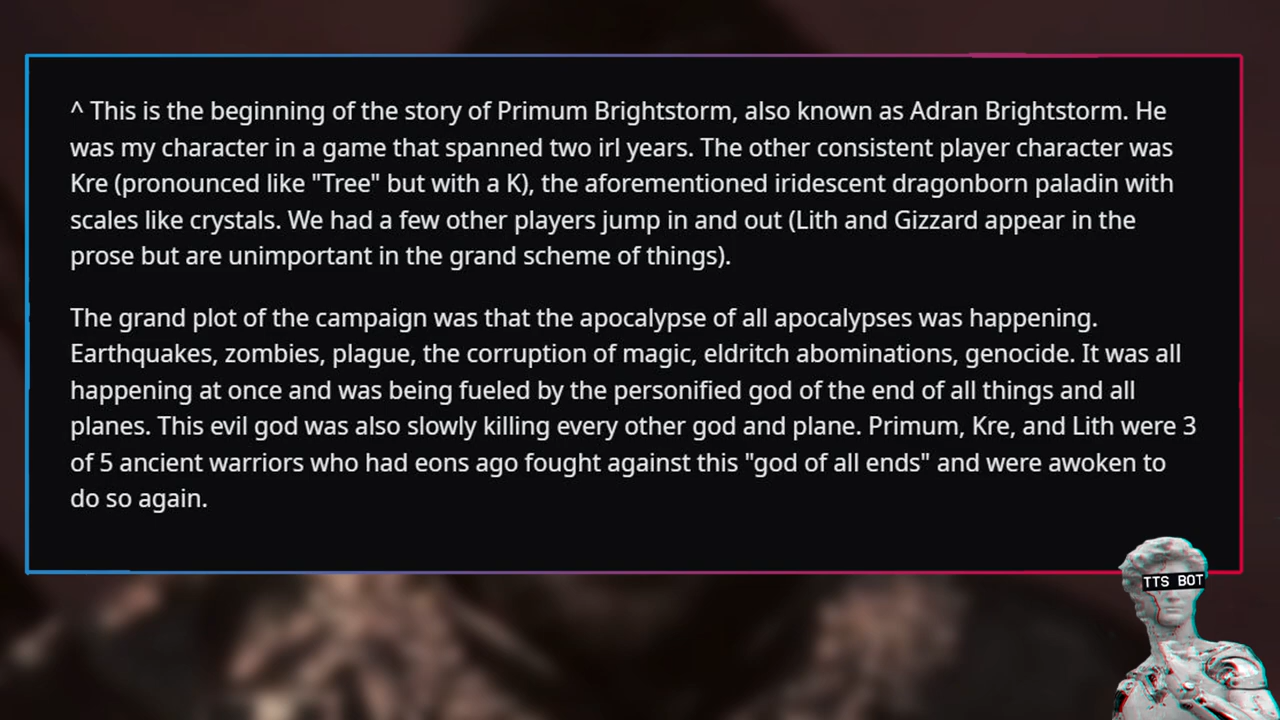 ^ This is the beginning of the story of Primum Brightstorm, also known as Adran Brightstorm. He
was my character in a game that spanned two irl years. The other consistent player character was
Kre (pronounced like "Tree" but with a K), the aforementioned iridescent dragonborn paladin with
scales like crystals. We had a few other players jump in and out (Lith and Gizzard appear in the
prose but are unimportant in the grand scheme of things).
The grand plot of the campaign was that the apocalypse of all apocalypses was happening.
Earthquakes, zombies, plague, the corruption of magic, eldritch abominations, genocide. It was all
happening at once and was being fueled by the personified god of the end of all things and all
planes. This evil god was also slowly killing every other god and plane. Primum, Kre, and Lith were 3
of 5 ancient warriors who had eons ago fought against this "god of all ends" and were awoken to
do so again.
TTS BOT